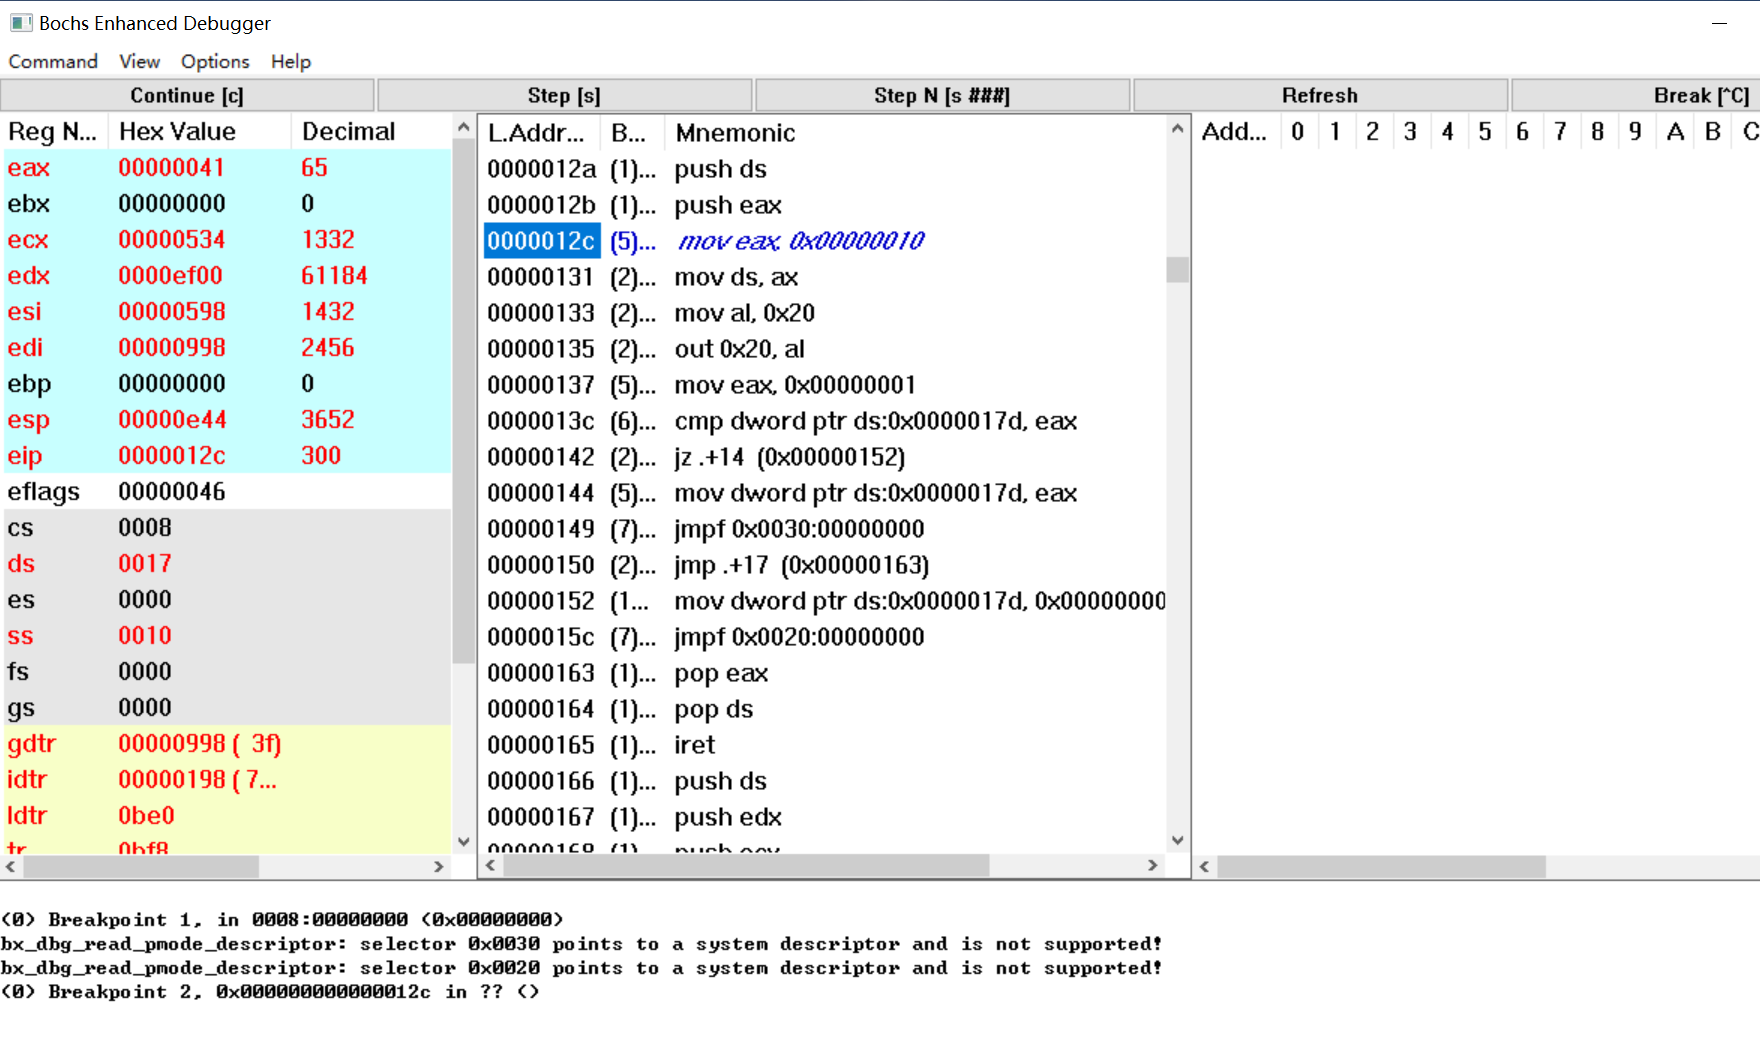 Bochs Enhanced Debugger
Command View Options Help
Continue [c] Step [s] Step N [s ###] Refresh Break [^C]
Reg N... Hex Value Decimal
eax 00000041 65
ebx 00000000 0
ecx 00000534 1332
edx 0000ef00 61184
esi 00000598 1432
edi 00000998 2456
ebp 00000000 0
esp 00000e44 3652
eip 0000012c 300
eflags 00000046
cs 0008
ds 0017
es 0000
ss 0010
fs 0000
gs 0000
gdtr 00000998 ( 3f)
idtr 00000198 ( 7...
ldtr 0be0
tr 0bf8
L.Addr... B... Mnemonic
0000012a (1)... push ds
0000012b (1)... push eax
0000012c (5)... mov eax, 0x00000010
00000131 (2)... mov ds, ax
00000133 (2)... mov al, 0x20
00000135 (2)... out 0x20, al
00000137 (5)... mov eax, 0x00000001
0000013c (6)... cmp dword ptr ds:0x0000017d, eax
00000142 (2)... jz .+14 (0x00000152)
00000144 (5)... mov dword ptr ds:0x0000017d, eax
00000149 (7)... jmpf 0x0030:00000000
00000150 (2)... jmp .+17 (0x00000163)
00000152 (1... mov dword ptr ds:0x0000017d, 0x00000000
0000015c (7)... jmpf 0x0020:00000000
00000163 (1)... pop eax
00000164 (1)... pop ds
00000165 (1)... iret
00000166 (1)... push ds
00000167 (1)... push edx
00000168 (1)... push ecx
Add... 0 1 2 3 4 5 6 7 8 9 A B C
(0) Breakpoint 1, in 0008:00000000 (0x00000000)
bx_dbg_read_pmode_descriptor: selector 0x0030 points to a system descriptor and is not supported!
bx_dbg_read_pmode_descriptor: selector 0x0020 points to a system descriptor and is not supported!
(0) Breakpoint 2, 0x000000000000012c in ?? ()